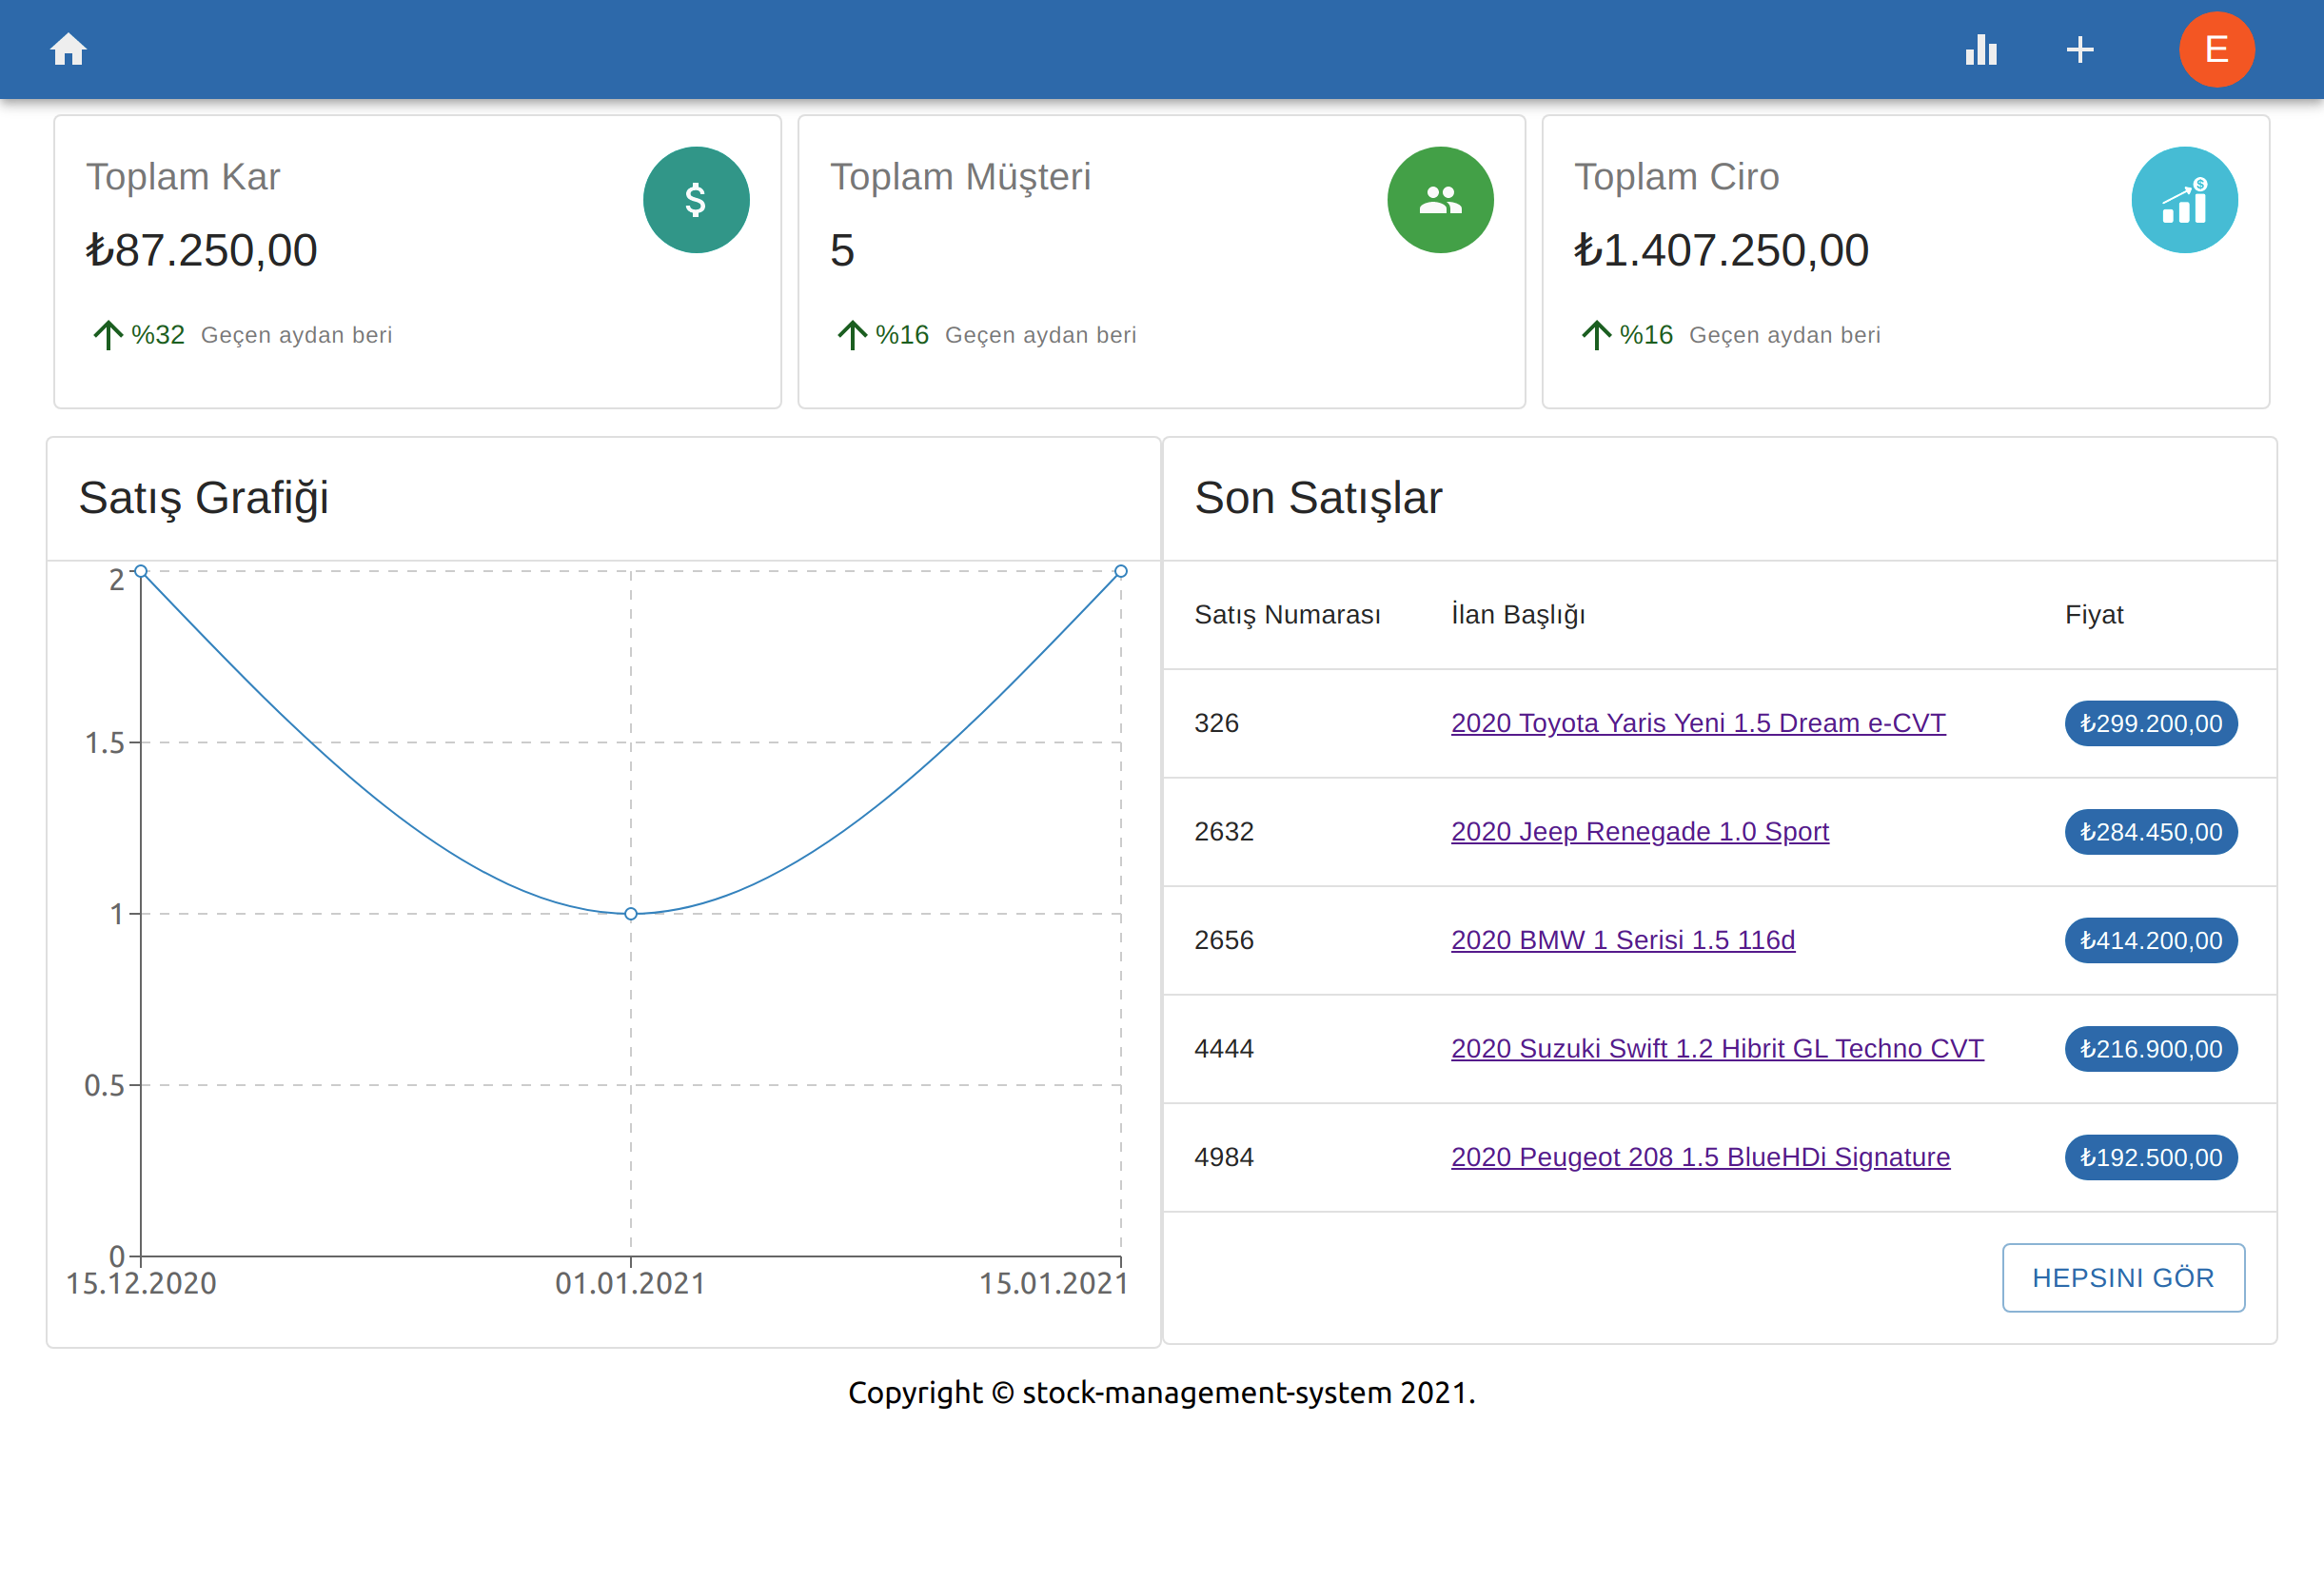 E
Toplam Kar
₺87.250,00
%32 Geçen aydan beri
Toplam Müşteri
5
%16 Geçen aydan beri
Toplam Ciro
₺1.407.250,00
%16 Geçen aydan beri
Satış Grafiği
2
1.5
1
0.5
0
15.12.2020 01.01.2021 15.01.2021
Son Satışlar
Satış Numarası İlan Başlığı Fiyat
326 2020 Toyota Yaris Yeni 1.5 Dream e-CVT ₺299.200,00
2632 2020 Jeep Renegade 1.0 Sport ₺284.450,00
2656 2020 BMW 1 Serisi 1.5 116d ₺414.200,00
4444 2020 Suzuki Swift 1.2 Hibrit GL Techno CVT ₺216.900,00
4984 2020 Peugeot 208 1.5 BlueHDi Signature ₺192.500,00
HEPSINI GÖR
Copyright © stock-management-system 2021.